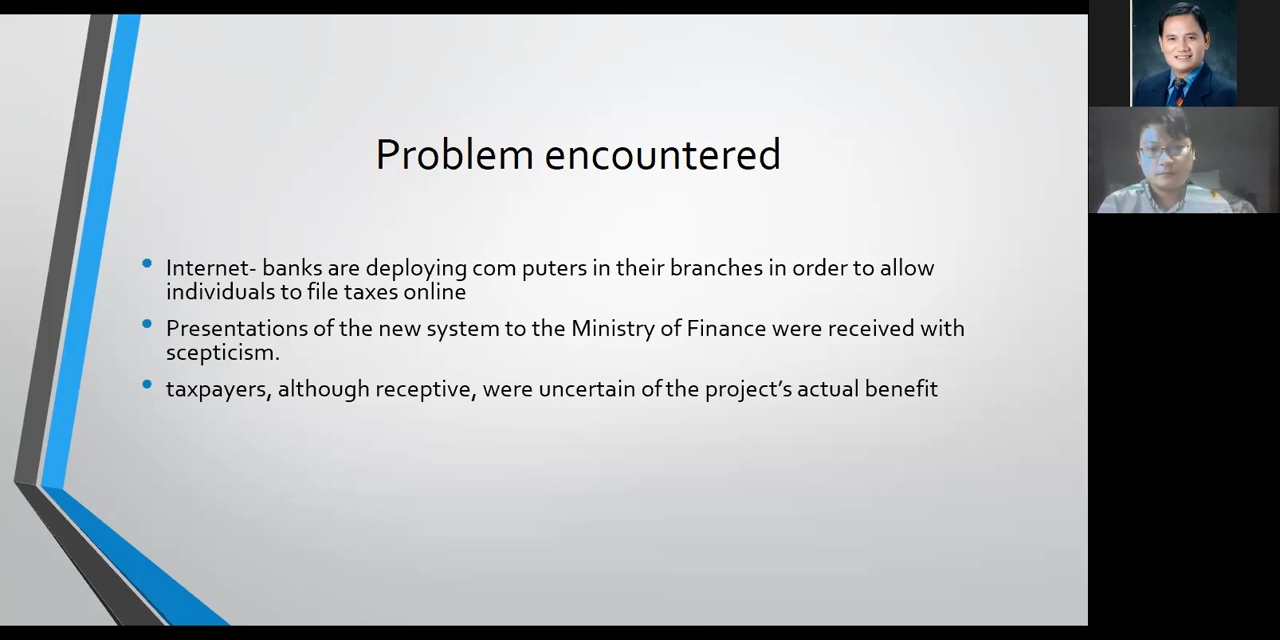 Problem encountered
Internet- banks are deploying com puters in their branches in order to allow
individuals to file taxes online
Presentations of the new system to the Ministry of Finance were received with
scepticism.
taxpayers, although receptive, were uncertain of the project’s actual benefit